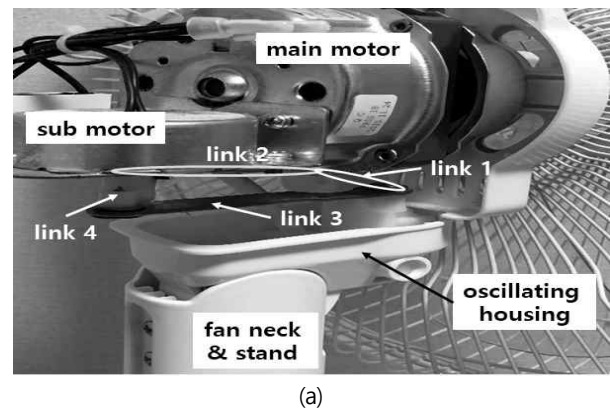 main motor
sub motor
link 2
link 1
link 3
link 4
oscillating
housing
fan neck
& stand
(a)